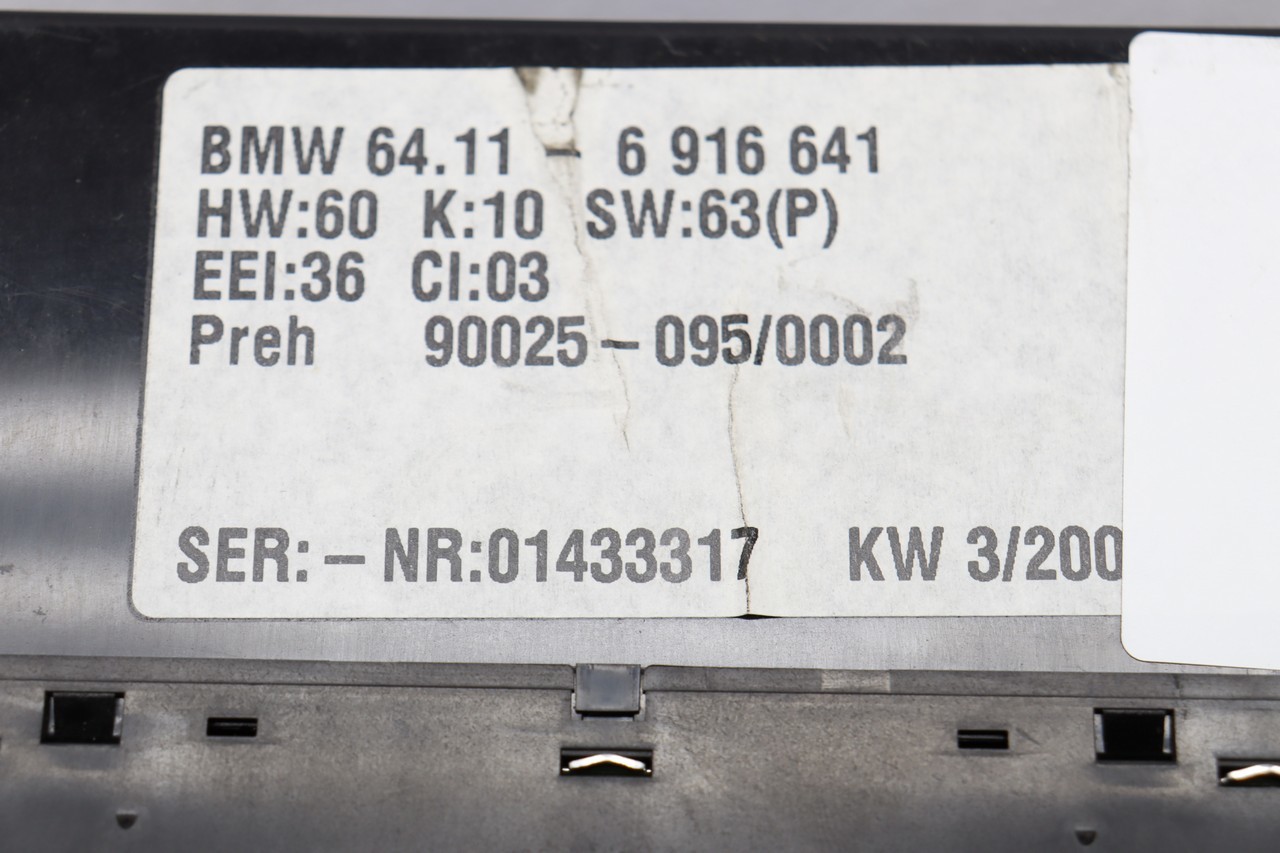 BMW 64.11 - 6 916 641
HW:60 K:10 SW:63(P)
EEI:36 CI:03
Preh 90025-095/0002
SER:-NR:01433317 KW 3/200